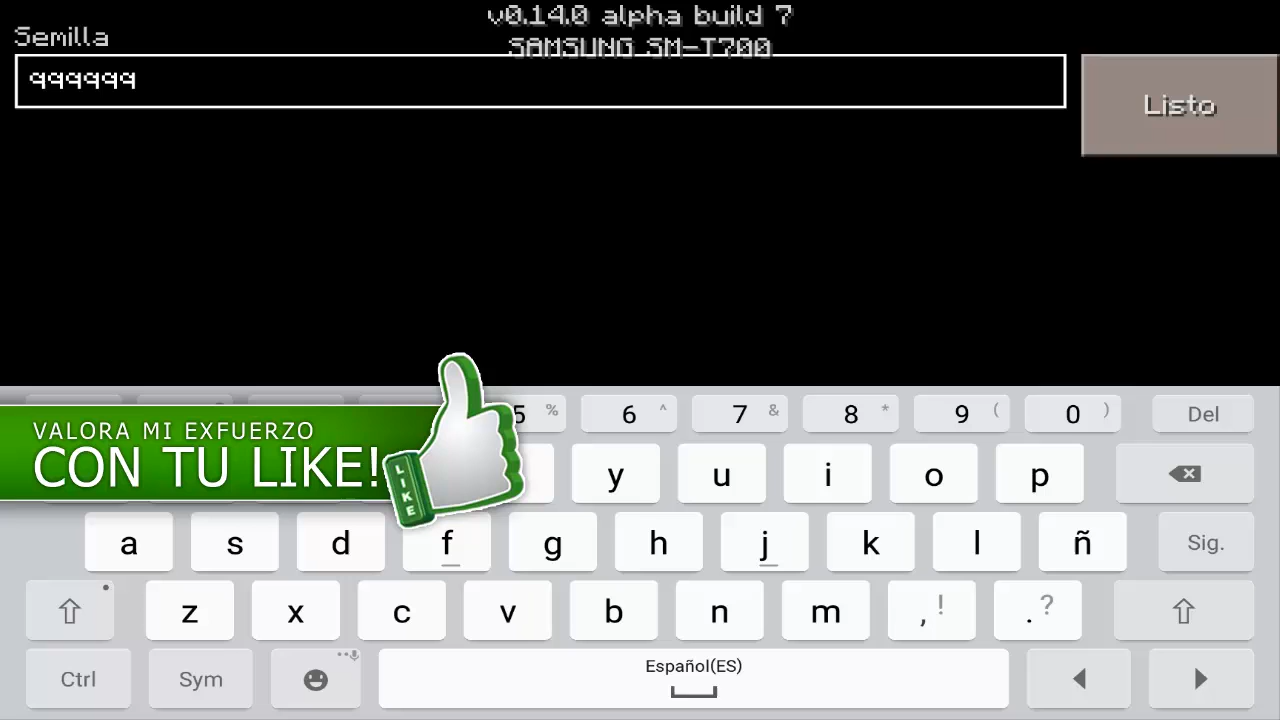 v0.14.0 alpha build 7
SAMSUNG SM-T700
Semilla
qqqqqq
Listo
5 % 6 ^ 7 & 8 * 9 ( 0 ) Del
VALORA MI EXFUERZO
CON TU LIKE!
LIKE
y u i o p
a s d f g h j k l ñ Sig.
z x c v b n m , ! . ?
Ctrl Sym Español(ES)